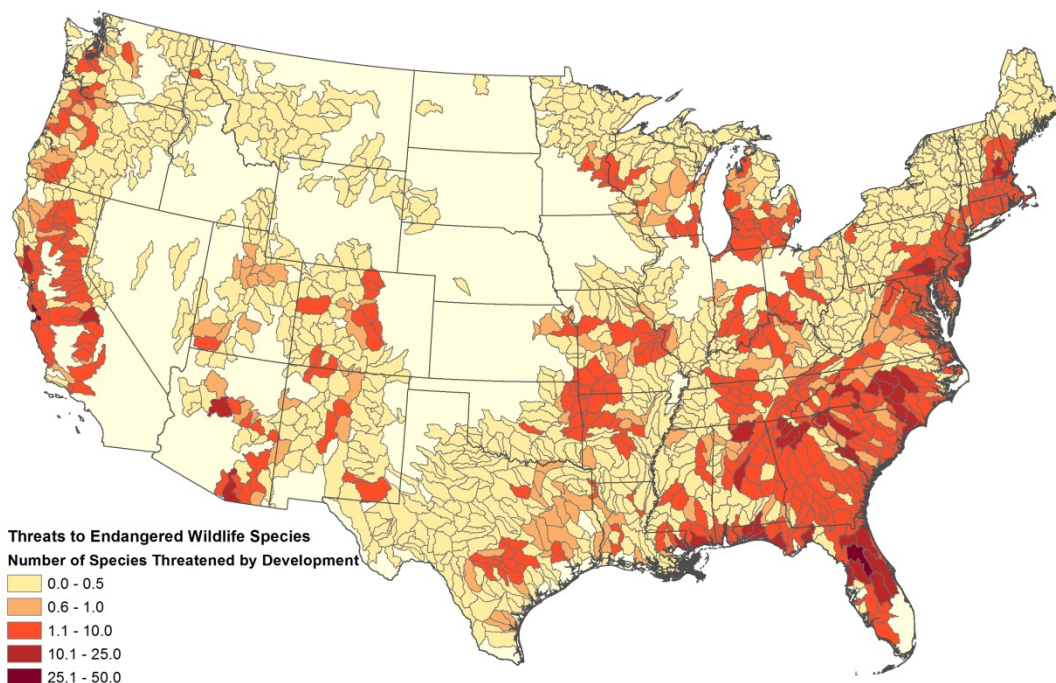 Threats to Endangered Wildlife Species
Number of Species Threatened by Development
0.0 - 0.5
0.6 - 1.0
1.1 - 10.0
10.1 - 25.0
25.1 - 50.0